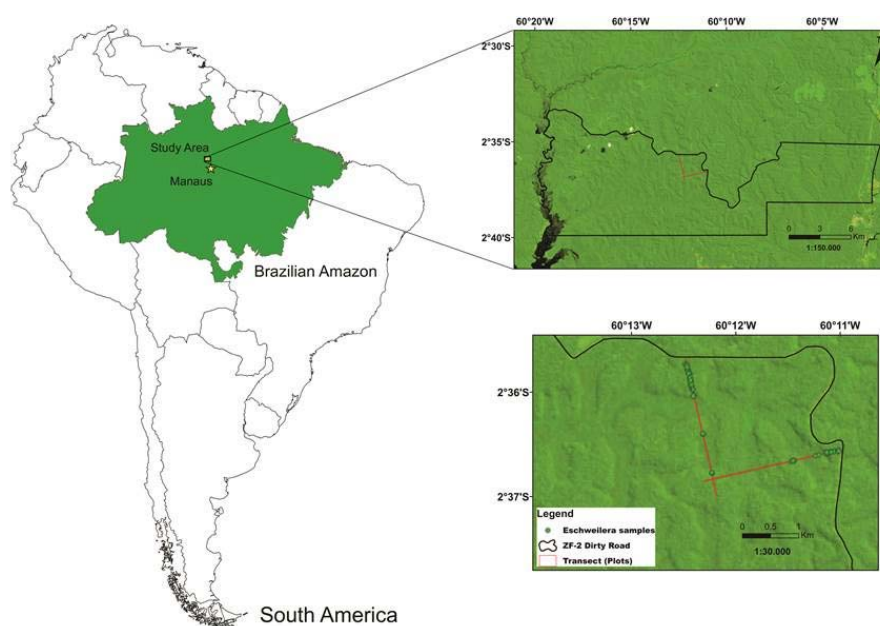 Study Area
Manaus
Brazilian Amazon
South America
60°20'W 60°15'W 60°10'W 60°5'W
2°30'S
2°35'S
2°40'S
0 3 6
Km
1:150.000
60°13'W 60°12'W 60°11'W
2°36'S
2°37'S
Legend
Eschweilera samples
ZF-2 Dirty Road
Transect (Plots)
0 0.5 1
Km
1:30.000